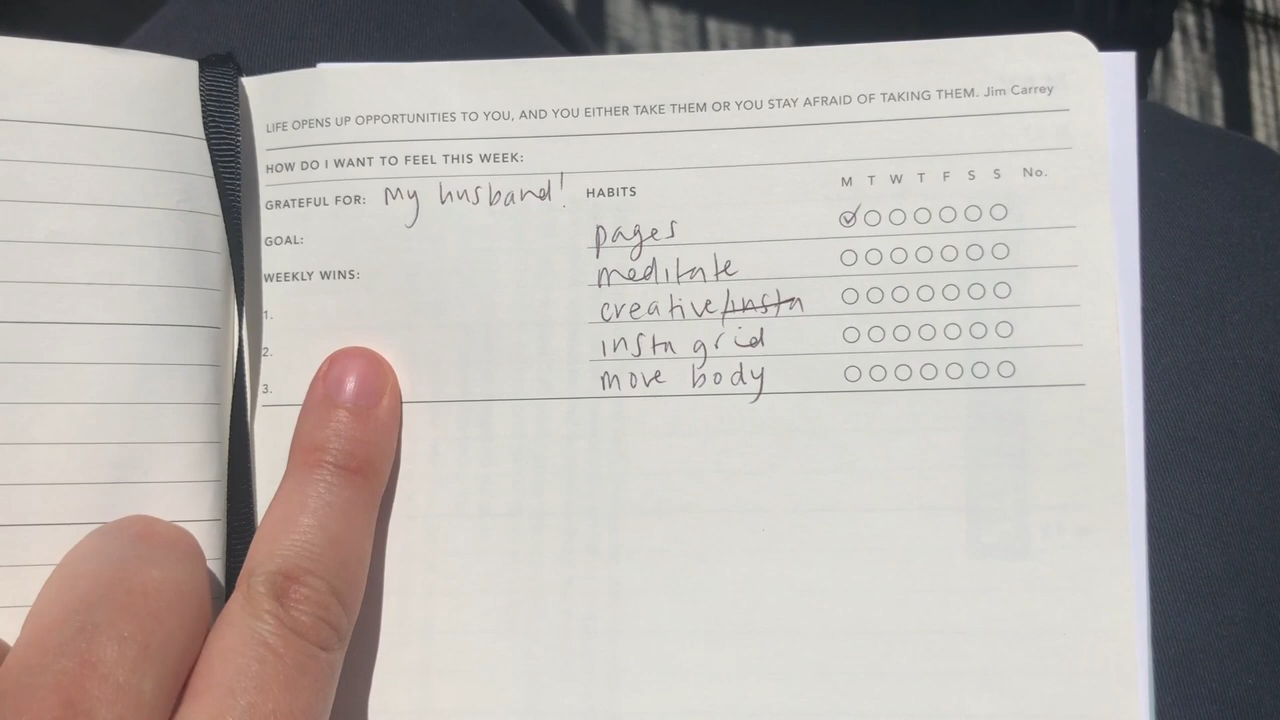 LIFE OPENS UP OPPORTUNITIES TO YOU, AND YOU EITHER TAKE THEM OR YOU STAY AFRAID OF TAKING THEM. Jim Carrey
HOW DO I WANT TO FEEL THIS WEEK:
GRATEFUL FOR: My husband!
GOAL:
WEEKLY WINS:
1.
2.
3.
HABITS M T W T F S S No.
pages
meditate
creative/insta
insta grid
move body